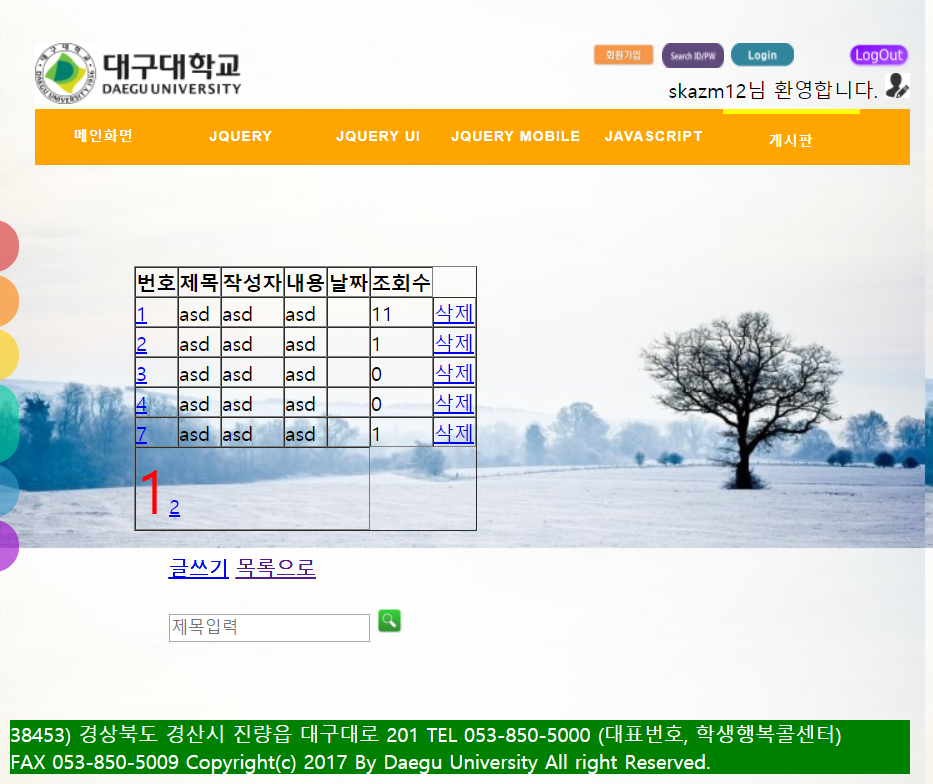 대구대학교
DAEGU UNIVERSITY
회원가입 Search ID/PW Login LogOut
skazm12님 환영합니다.
메인화면 JQUERY JQUERY UI JQUERY MOBILE JAVASCRIPT 게시판
번호 제목 작성자 내용 날짜 조회수
1 asd asd asd 11 삭제
2 asd asd asd 1 삭제
3 asd asd asd 0 삭제
4 asd asd asd 0 삭제
7 asd asd asd 1 삭제
1 2
글쓰기 목록으로
제목입력
38453) 경상북도 경산시 진량읍 대구대로 201 TEL 053-850-5000 (대표번호, 학생행복콜센터)
FAX 053-850-5009 Copyright(c) 2017 By Daegu University All right Reserved.